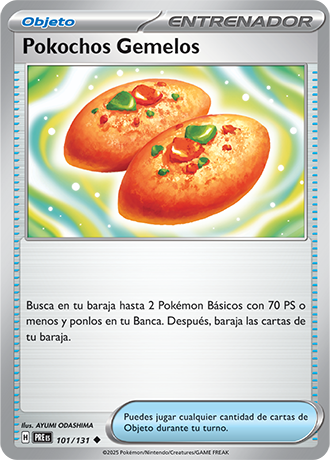 Objeto
ENTRENADOR
Pokochos Gemelos
Busca en tu baraja hasta 2 Pokémon Básicos con 70 PS o
menos y ponlos en tu Banca. Después, baraja las cartas de
tu baraja.
Ilus. AYUMI ODASHIMA
Puedes jugar cualquier cantidad de cartas de
Objeto durante tu turno.
H PRE ES 101/131
©2025 Pokémon/Nintendo/Creatures/GAME FREAK